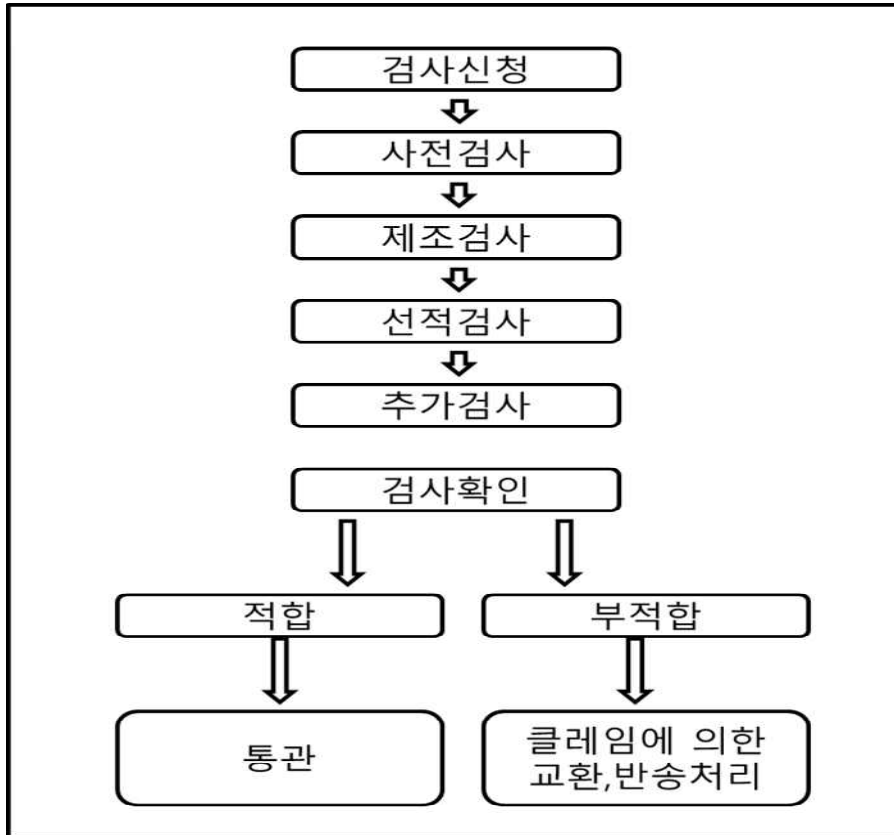 검사신청
사전검사
제조검사
선적검사
추가검사
검사확인
적합
부적합
통관
클레임에 의한
교환,반송처리